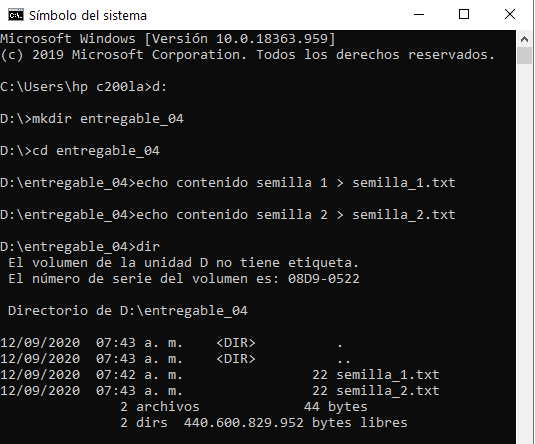 Símbolo del sistema
Microsoft Windows [Versión 10.0.18363.959]
(c) 2019 Microsoft Corporation. Todos los derechos reservados.
C:\Users\hp c200la>d:
D:\>mkdir entregable_04
D:\>cd entregable_04
D:\entregable_04>echo contenido semilla 1 > semilla_1.txt
D:\entregable_04>echo contenido semilla 2 > semilla_2.txt
D:\entregable_04>dir
El volumen de la unidad D no tiene etiqueta.
El número de serie del volumen es: 08D9-0522
Directorio de D:\entregable_04
12/09/2020  07:43 a. m.    <DIR>          .
12/09/2020  07:43 a. m.    <DIR>          ..
12/09/2020  07:42 a. m.                22 semilla_1.txt
12/09/2020  07:43 a. m.                22 semilla_2.txt
2 archivos             44 bytes
2 dirs  440.600.829.952 bytes libres